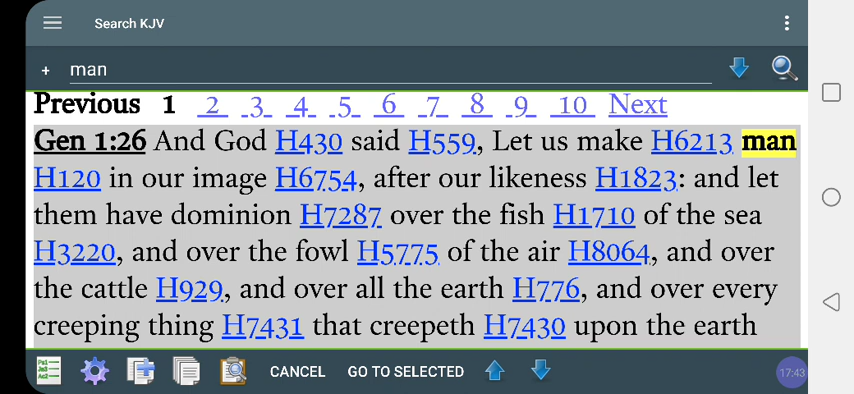 Search KJV
+ man
Previous 1 2 3 4 5 6 7 8 9 10 Next
Gen 1:26 And God H430 said H559, Let us make H6213 man
H120 in our image H6754, after our likeness H1823: and let
them have dominion H7287 over the fish H1710 of the sea
H3220, and over the fowl H5775 of the air H8064, and over
the cattle H929, and over all the earth H776, and over every
creeping thing H7431 that creepeth H7430 upon the earth
CANCEL GO TO SELECTED 17:43